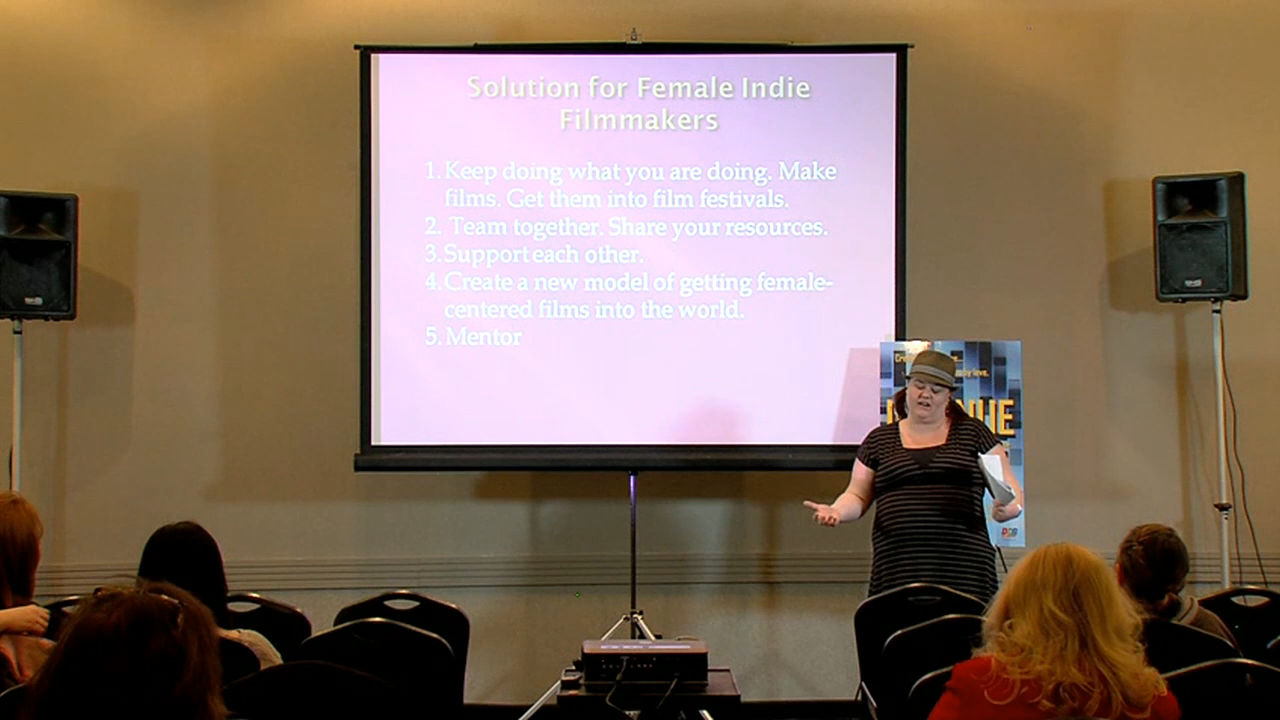 Solution for Female Indie
Filmmakers
1. Keep doing what you are doing. Make
films. Get them into film festivals.
2. Team together. Share your resources.
3. Support each other.
4. Create a new model of getting female-
centered films into the world.
5. Mentor